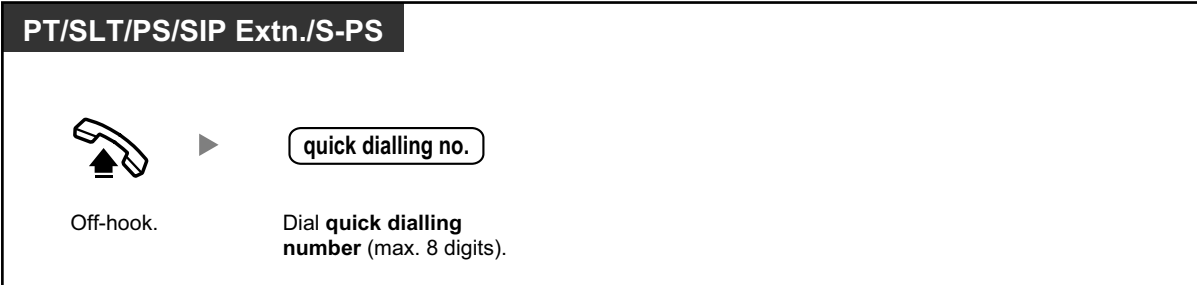 PT/SLT/PS/SIP Extn./S-PS
quick dialling no.
Off-hook.
Dial quick dialling
number (max. 8 digits).